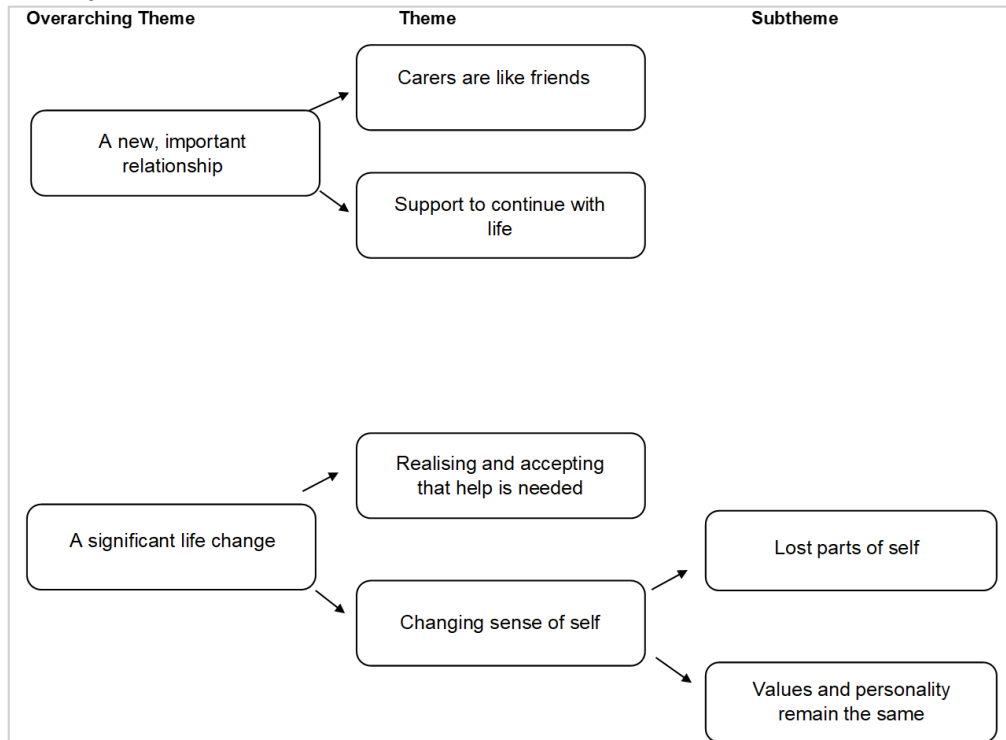 Overarching Theme
Theme
Subtheme
Carers are like friends
A new, important
relationship
Support to continue with
life
Realising and accepting
that help is needed
A significant life change
Lost parts of self
Changing sense of self
Values and personality
remain the same